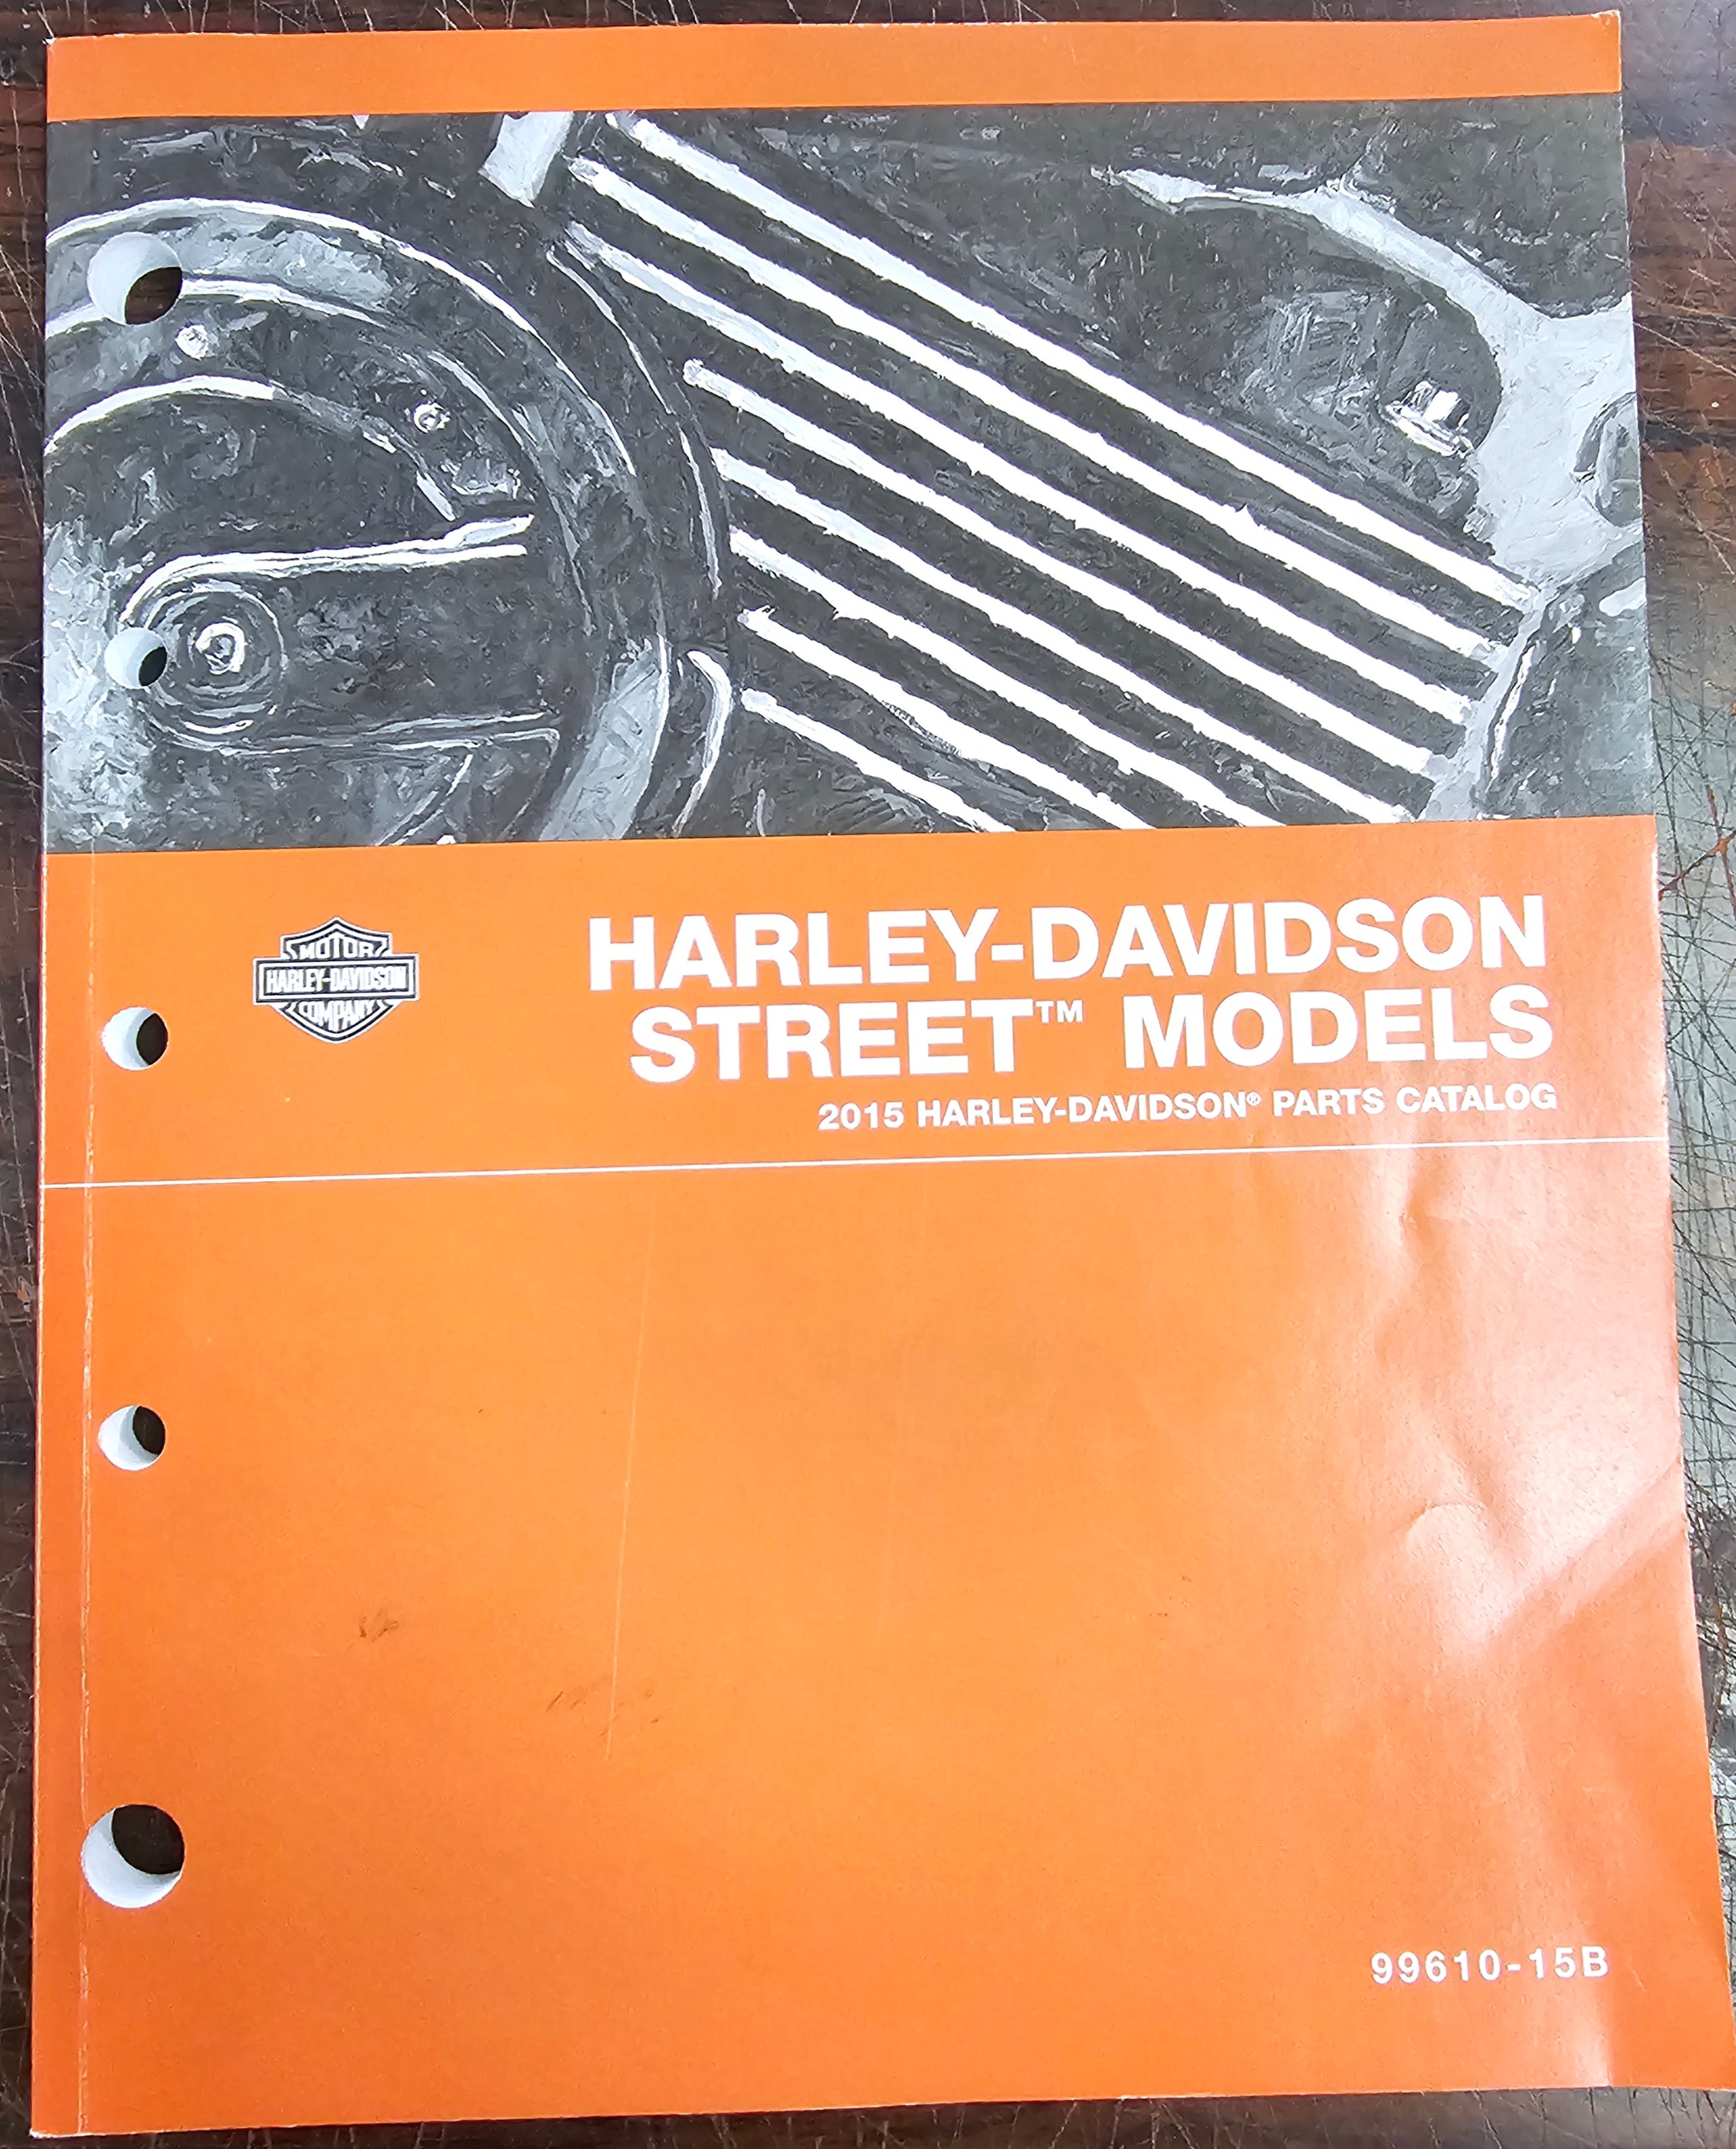 MOTOR
HARLEY-DAVIDSON
COMPANY
HARLEY-DAVIDSON
STREET™ MODELS
2015 HARLEY-DAVIDSON® PARTS CATALOG
99610-15B